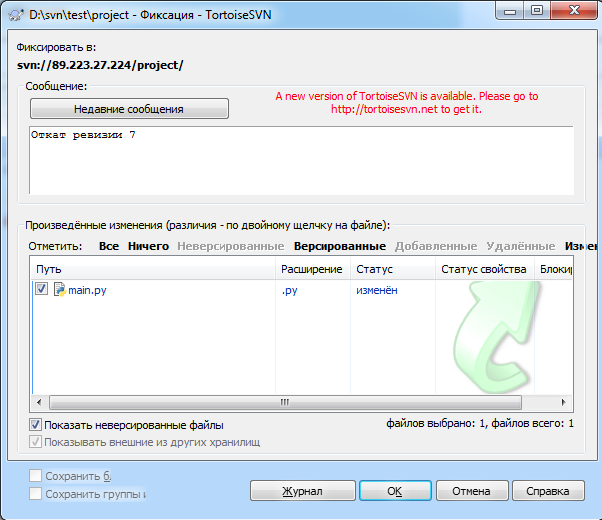 D:\svn\test\project - Фиксация - TortoiseSVN
Фиксировать в:
svn://89.223.27.224/project/
Сообщение:
Недавние сообщения
A new version of TortoiseSVN is available. Please go to
http://tortoisesvn.net to get it.
Откат ревизии 7
Произведённые изменения (различия - по двойному щелчку на файле):
Отметить: Все Ничего Неверсированные Версированные Добавленные Удалённые Измен
Путь Расширение Статус Статус свойства Блокир
main.py .py изменён
Показать неверсированные файлы
файлов выбрано: 1, файлов всего: 1
Показывать внешние из других хранилищ
Сохранить б
Сохранить группы и
Журнал ОК Отмена Справка